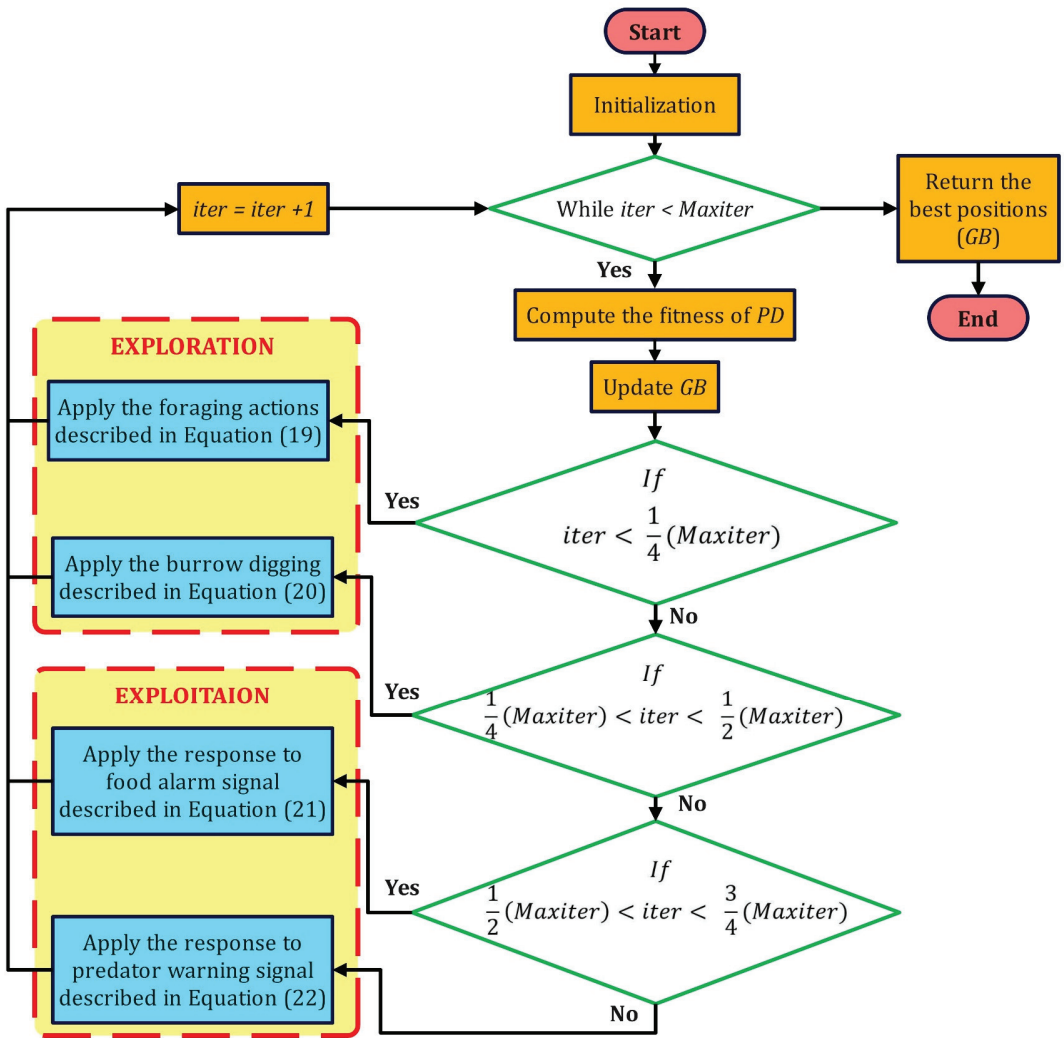 Start
Initialization
iter = iter +1
While iter < Maxiter
Return the
best positions
(GB)
Yes
End
Compute the fitness of PD
Update GB
EXPLORATION
Apply the foraging actions
described in Equation (19)
Yes
If
iter < 1/4 (Maxiter)
Apply the burrow digging
described in Equation (20)
No
Yes
If
1/4 (Maxiter) < iter < 1/2 (Maxiter)
EXPLOITAION
Apply the response to
food alarm signal
described in Equation (21)
No
Yes
If
1/2 (Maxiter) < iter < 3/4 (Maxiter)
Apply the response to
predator warning signal
described in Equation (22)
No